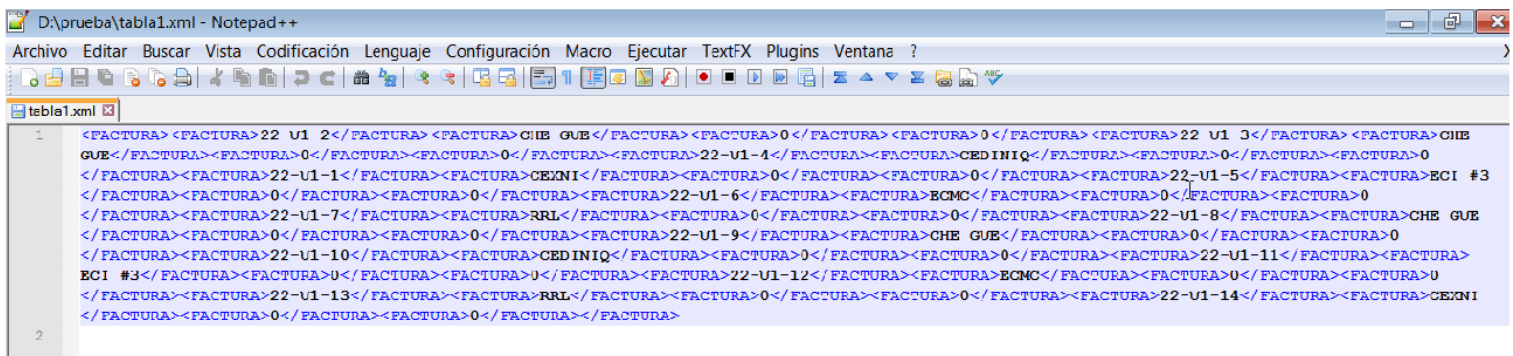 D:\prueba\tabla1.xml - Notepad++
Archivo Editar Buscar Vista Codificación Lenguaje Configuración Macro Ejecutar TextFX Plugins Ventana ? X
ABC
tebla1.xml
1 <FACTURA><FACTURA>22 U1 2</FACTURA><FACTURA>CHE GUE</FACTURA><FACTURA>0</FACTURA><FACTURA>0</FACTURA><FACTURA>22 U1 3</FACTURA><FACTURA>CHE
GUE</FACTURA><FACTURA>0</FACTURA><FACTURA>0</FACTURA><FACTURA>22-U1-4</FACTURA><FACTURA>CEDINIQ</FACTURA><FACTURA>0</FACTURA><FACTURA>0
</FACTURA><FACTURA>22-U1-1</FACTURA><FACTURA>CEXNI</FACTURA><FACTURA>0</FACTURA><FACTURA>0</FACTURA><FACTURA>22-U1-5</FACTURA><FACTURA>ECI #3
</FACTURA><FACTURA>0</FACTURA><FACTURA>0</FACTURA><FACTURA>22-U1-6</FACTURA><FACTURA>ECMC</FACTURA><FACTURA>0</FACTURA><FACTURA>0
</FACTURA><FACTURA>22-U1-7</FACTURA><FACTURA>RRL</FACTURA><FACTURA>0</FACTURA><FACTURA>0</FACTURA><FACTURA>22-U1-8</FACTURA><FACTURA>CHE GUE
</FACTURA><FACTURA>0</FACTURA><FACTURA>0</FACTURA><FACTURA>22-U1-9</FACTURA><FACTURA>CHE GUE</FACTURA><FACTURA>0</FACTURA><FACTURA>0
</FACTURA><FACTURA>22-U1-10</FACTURA><FACTURA>CEDINIQ</FACTURA><FACTURA>0</FACTURA><FACTURA>0</FACTURA><FACTURA>22-U1-11</FACTURA><FACTURA>
ECI #3</FACTURA><FACTURA>0</FACTURA><FACTURA>0</FACTURA><FACTURA>22-U1-12</FACTURA><FACTURA>ECMC</FACTURA><FACTURA>0</FACTURA><FACTURA>0
</FACTURA><FACTURA>22-U1-13</FACTURA><FACTURA>RRL</FACTURA><FACTURA>0</FACTURA><FACTURA>0</FACTURA><FACTURA>22-U1-14</FACTURA><FACTURA>CEXNI
</FACTURA><FACTURA>0</FACTURA><FACTURA>0</FACTURA></FACTURA>
2